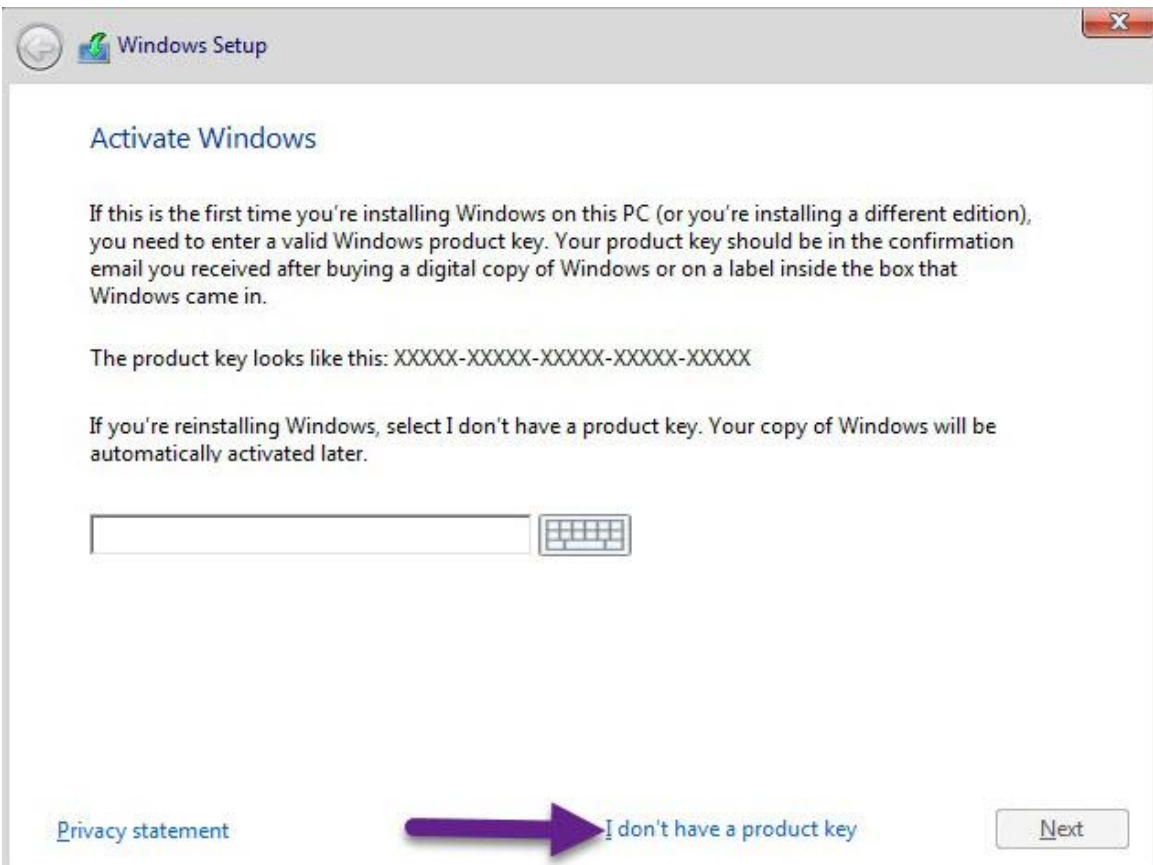 Windows Setup
Activate Windows
If this is the first time you're installing Windows on this PC (or you're installing a different edition),
you need to enter a valid Windows product key. Your product key should be in the confirmation
email you received after buying a digital copy of Windows or on a label inside the box that
Windows came in.
The product key looks like this: XXXXX-XXXXX-XXXXX-XXXXX-XXXXX
If you're reinstalling Windows, select I don't have a product key. Your copy of Windows will be
automatically activated later.
Privacy statement
I don't have a product key
Next